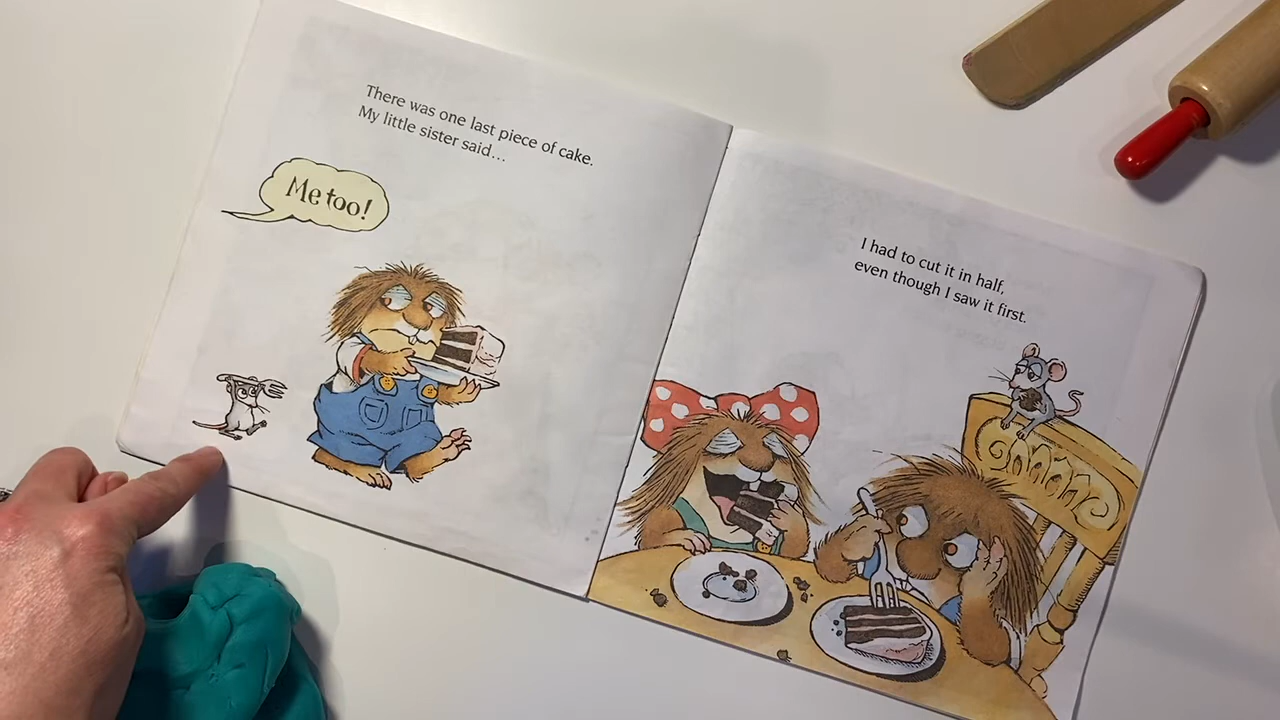 There was one last piece of cake.
My little sister said...
Me too!
I had to cut it in half,
even though I saw it first.